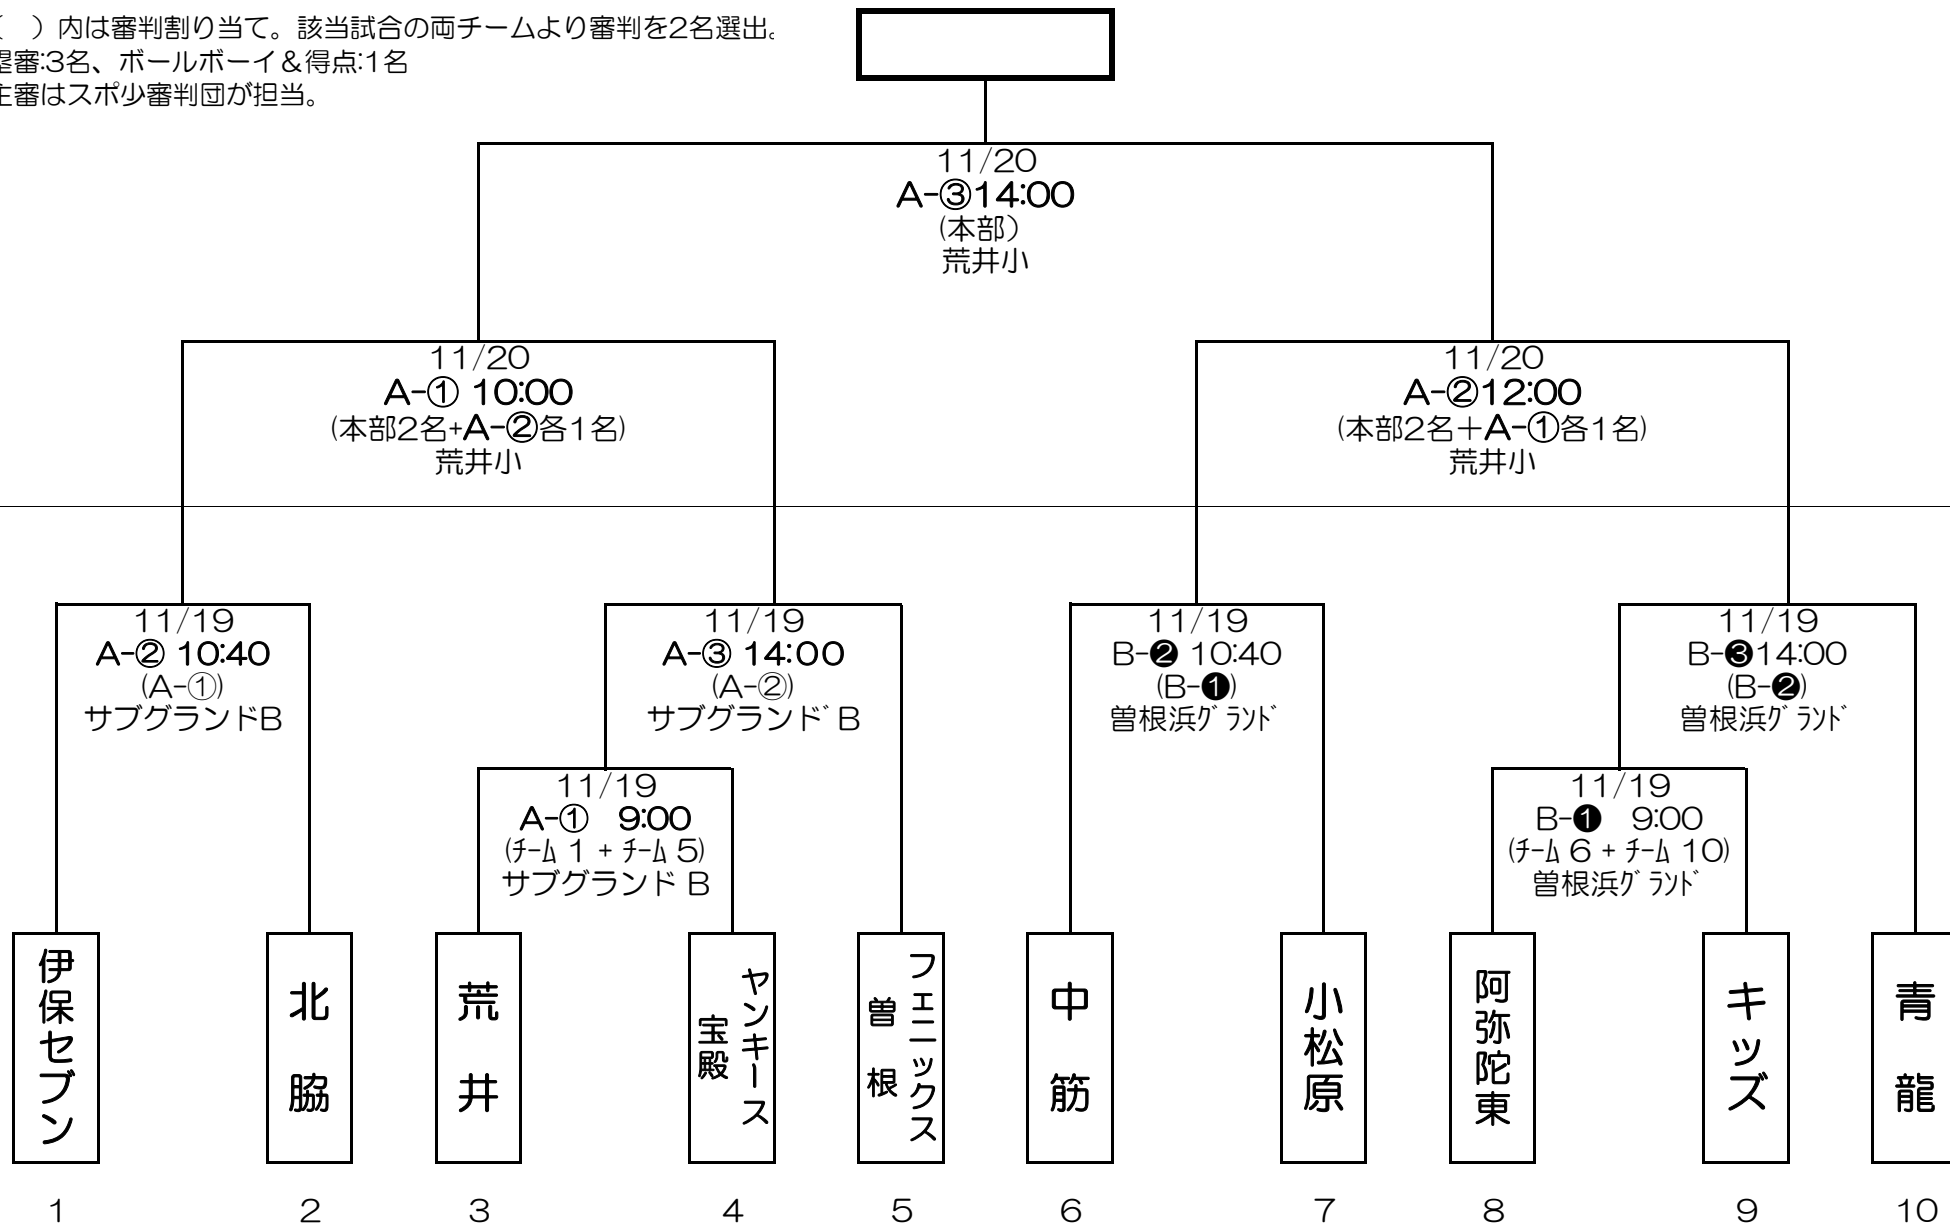 ）内は審判割り当て。該当試合の両チームより審判を2名選出。
塁審:3名、ボールボーイ＆得点:1名
主審はスポ少審判団が担当。
11/20
A-③14:00
(本部）
荒井小
11/20
A-① 10:00
(本部2名+A-②各1名)
荒井小
11/20
A-②12:00
(本部2名＋A-①各1名)
荒井小
11/19
A-② 10:40
(A-①)
サブグランドB
11/19
A-③ 14:00
(A-②)
サブグランドﾞB
11/19
B-❷ 10:40
(B-❶)
曽根浜ｸﾞﾗﾝﾄﾞ
11/19
B-❸14:00
(B-❷)
曽根浜ｸﾞﾗﾝﾄﾞ
11/19
A-①　9:00
(ﾁｰﾑ 1 + ﾁｰﾑ 5)
サブグランド B
11/19
B-❶　9:00
(ﾁｰﾑ 6 + ﾁｰﾑ 10)
曽根浜ｸﾞﾗﾝﾄﾞ
伊保セブン
北脇
荒井
ヤンキース
宝殿
フェニックス
曽根
中筋
小松原
阿弥陀東
キッズ
青龍
1 2 3 4 5 6 7 8 9 10